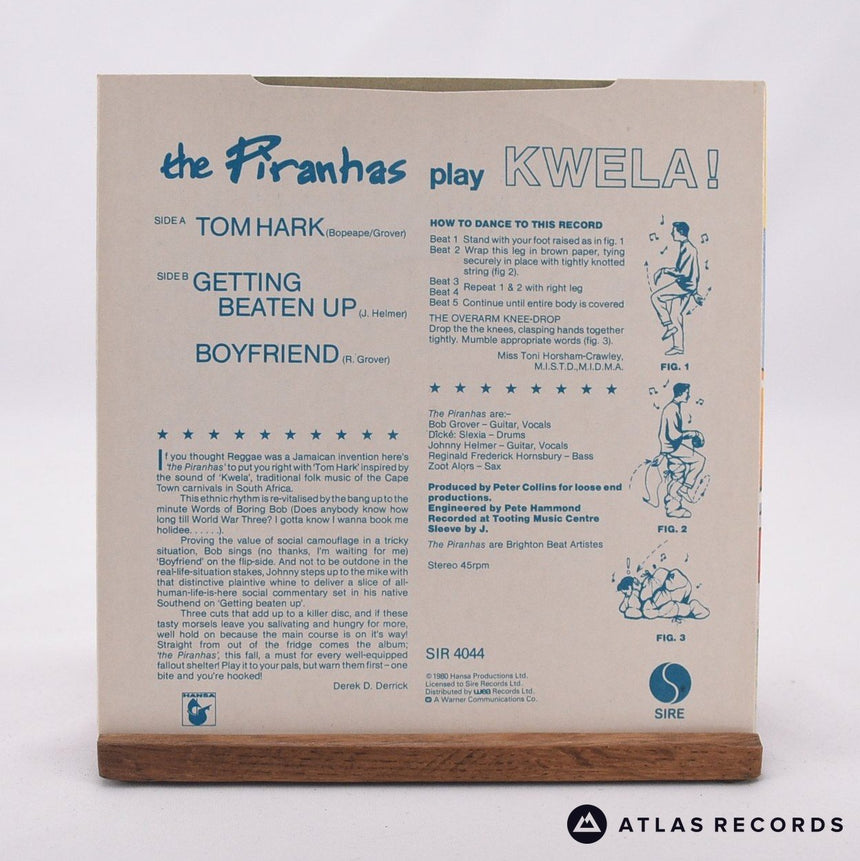 the Piranhas play KWELA!
SIDE A TOM HARK (Bopeape/Grover)
SIDE B GETTING
BEATEN UP (J. Helmer)
BOYFRIEND (R. Grover)
If you thought Reggae was a Jamaican invention here's
'the Piranhas' to put you right with 'Tom Hark' inspired by
the sound of 'Kwela', traditional folk music of the Cape
Town carnivals in South Africa.
This ethnic rhythm is re-vitalised by the bang up to the
minute Words of Boring Bob (Does anybody know how
long till World War Three? I gotta know I wanna book me
holidee. . . . . .).
Proving the value of social camouflage in a tricky
situation, Bob sings (no thanks, I'm waiting for me)
'Boyfriend' on the flip-side. And not to be outdone in the
real-life-situation stakes, Johnny steps up to the mike with
that distinctive plaintive whine to deliver a slice of all-
human-life-is-here social commentary set in his native
Southend on 'Getting beaten up'.
Three cuts that add up to a killer disc, and if these
tasty morsels leave you salivating and hungry for more,
well hold on because the main course is on it's way!
Straight from out of the fridge comes the album;
'the Piranhas', this fall, a must for every well-equipped
fallout shelter! Play it to your pals, but warn them first – one
bite and you're hooked!
Derek D. Derrick
HANSA
HOW TO DANCE TO THIS RECORD
Beat 1 Stand with your foot raised as in fig. 1
Beat 2 Wrap this leg in brown paper, tying
securely in place with tightly knotted
string (fig 2).
Beat 3
Beat 4 Repeat 1 & 2 with right leg
Beat 5 Continue until entire body is covered
THE OVERARM KNEE-DROP
Drop the the knees, clasping hands together
tightly. Mumble appropriate words (fig. 3).
Miss Toni Horsham-Crawley,
M.I.S.T.D., M.I.D.M.A.
The Piranhas are:–
Bob Grover – Guitar, Vocals
Dícké: Slexia – Drums
Johnny Helmer – Guitar, Vocals
Reginald Frederick Hornsbury – Bass
Zoot Alors – Sax
Produced by Peter Collins for loose end
productions.
Engineered by Pete Hammond
Recorded at Tooting Music Centre
Sleeve by J.
The Piranhas are Brighton Beat Artistes
Stereo 45rpm
SIR 4044
© 1980 Hansa Productions Ltd.
Licensed to Sire Records Ltd.
Distributed by wea Records Ltd.
A Warner Communications Co.
FIG. 1
FIG. 2
!
FIG. 3
SIRE
ATLAS RECORDS